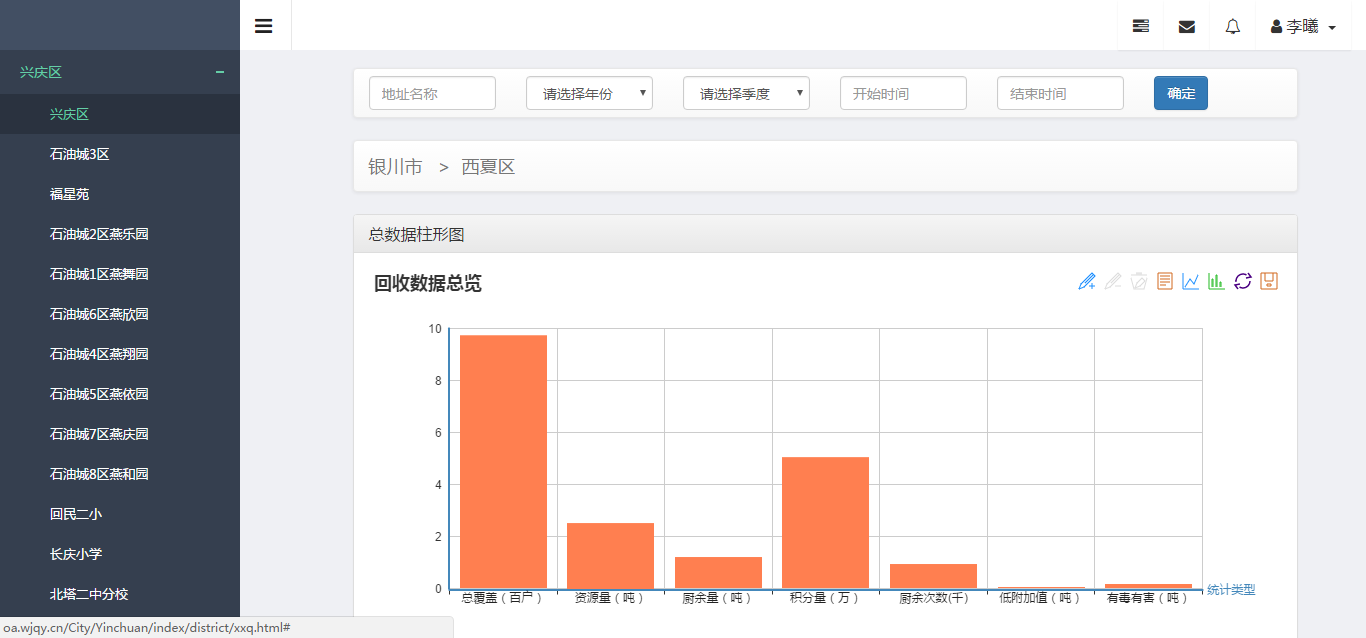 李曦
兴庆区
兴庆区
石油城3区
福星苑
石油城2区燕乐园
石油城1区燕舞园
石油城6区燕欣园
石油城4区燕翔园
石油城5区燕依园
石油城7区燕庆园
石油城8区燕和园
回民二小
长庆小学
北塔二中分校
oa.wjqy.cn/City/Yinchuan/index/district/xxq.html#
地址名称 请选择年份 请选择季度 开始时间 结束时间 确定
银川市 > 西夏区
总数据柱形图
回收数据总览
10
8
6
4
2
0
总覆盖（百户） 资源量（吨） 厨余量（吨） 积分量（万） 厨余次数(千) 低附加值（吨） 有毒有害（吨） 统计类型